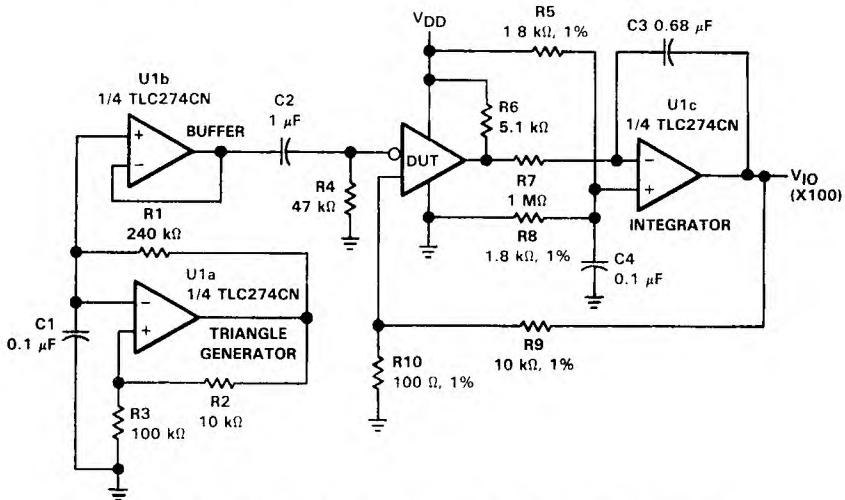 VDD
R5
1.8 kΩ, 1%
C3 0.68 μF
U1b
1/4 TLC274CN
BUFFER
C2
1 μF
R6
5.1 kΩ
U1c
1/4 TLC274CN
+
−
DUT
−
+
VIO
(X100)
R4
47 kΩ
R7
1 MΩ
R8
1.8 kΩ, 1%
INTEGRATOR
C4
0.1 μF
R1
240 kΩ
U1a
1/4 TLC274CN
−
+
C1
0.1 μF
TRIANGLE
GENERATOR
R9
10 kΩ, 1%
R10
100 Ω, 1%
R2
10 kΩ
R3
100 kΩ